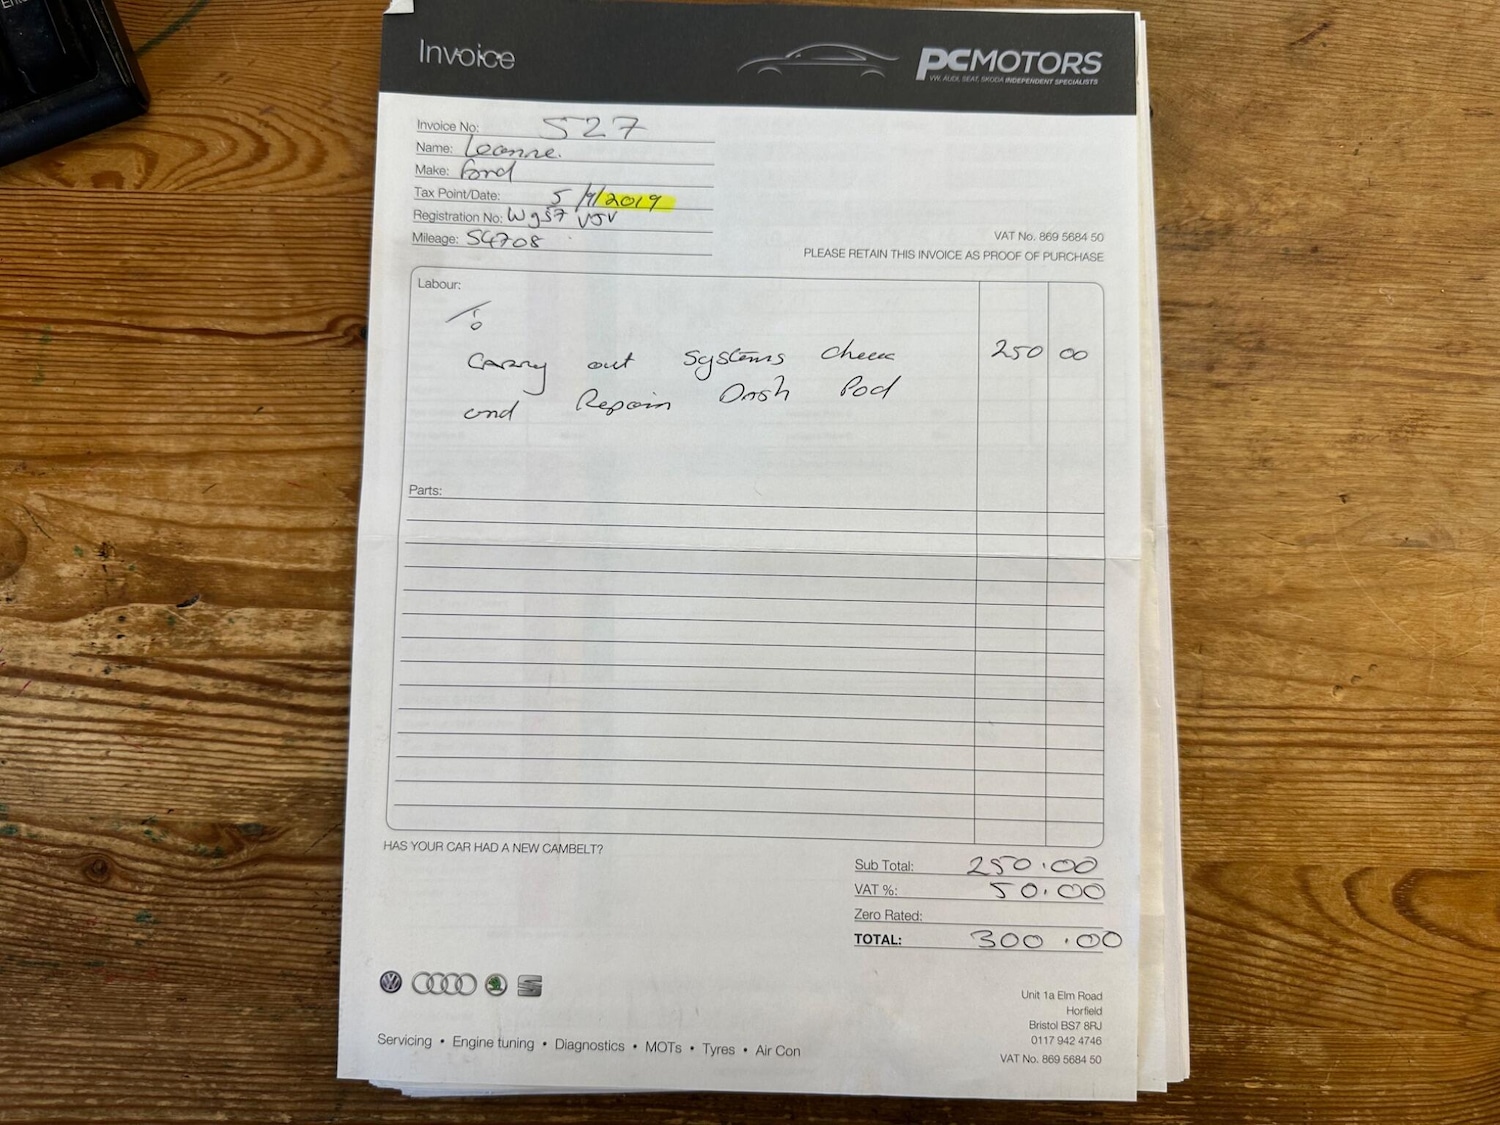 Invoice
PCMOTORS
VW, AUDI, SEAT, SKODA INDEPENDENT SPECIALISTS
Invoice No: 527
Name: Leanne.
Make: Ford
Tax Point/Date: 5/9/2019
Registration No: Wg57 VJV
Mileage: 54708
VAT No. 869 5684 50
PLEASE RETAIN THIS INVOICE AS PROOF OF PURCHASE
Labour:
To
Carry out systems check 250 00
and Repair Dash Pod
Parts:
HAS YOUR CAR HAD A NEW CAMBELT?
Sub Total: 250.00
VAT %: 50.00
Zero Rated:
TOTAL: 300.00
Unit 1a Elm Road
Horfield
Bristol BS7 8RJ
0117 942 4746
VAT No. 869 5684 50
Servicing • Engine tuning • Diagnostics • MOTs • Tyres • Air Con